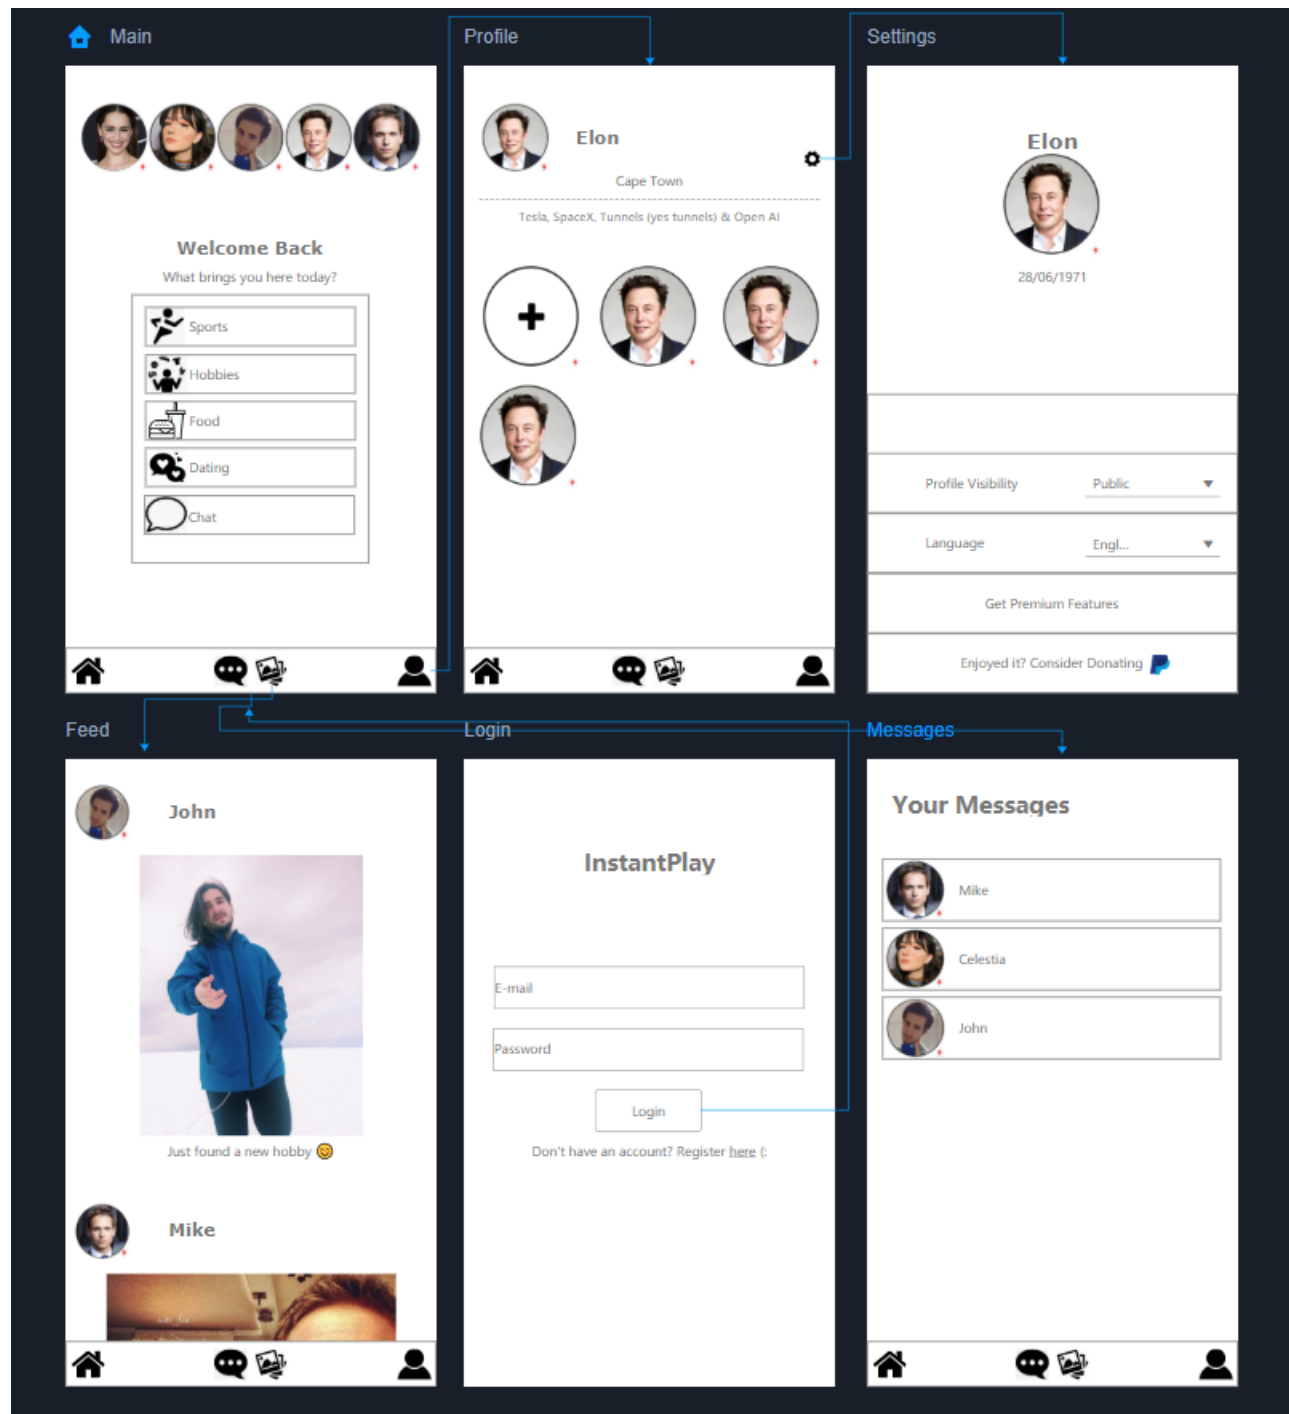 Main
Profile
Settings
Welcome Back
What brings you here today?
Sports
Hobbies
Food
Dating
Chat
Elon
Cape Town
Tesla, SpaceX, Tunnels (yes tunnels) & Open AI
Elon
28/06/1971
Profile Visibility Public
Language Engl...
Get Premium Features
Enjoyed it? Consider Donating
Feed
Login
Messages
John
Just found a new hobby 😊
Mike
InstantPlay
E-mail
Password
Login
Don't have an account? Register here (:
Your Messages
Mike
Celestia
John